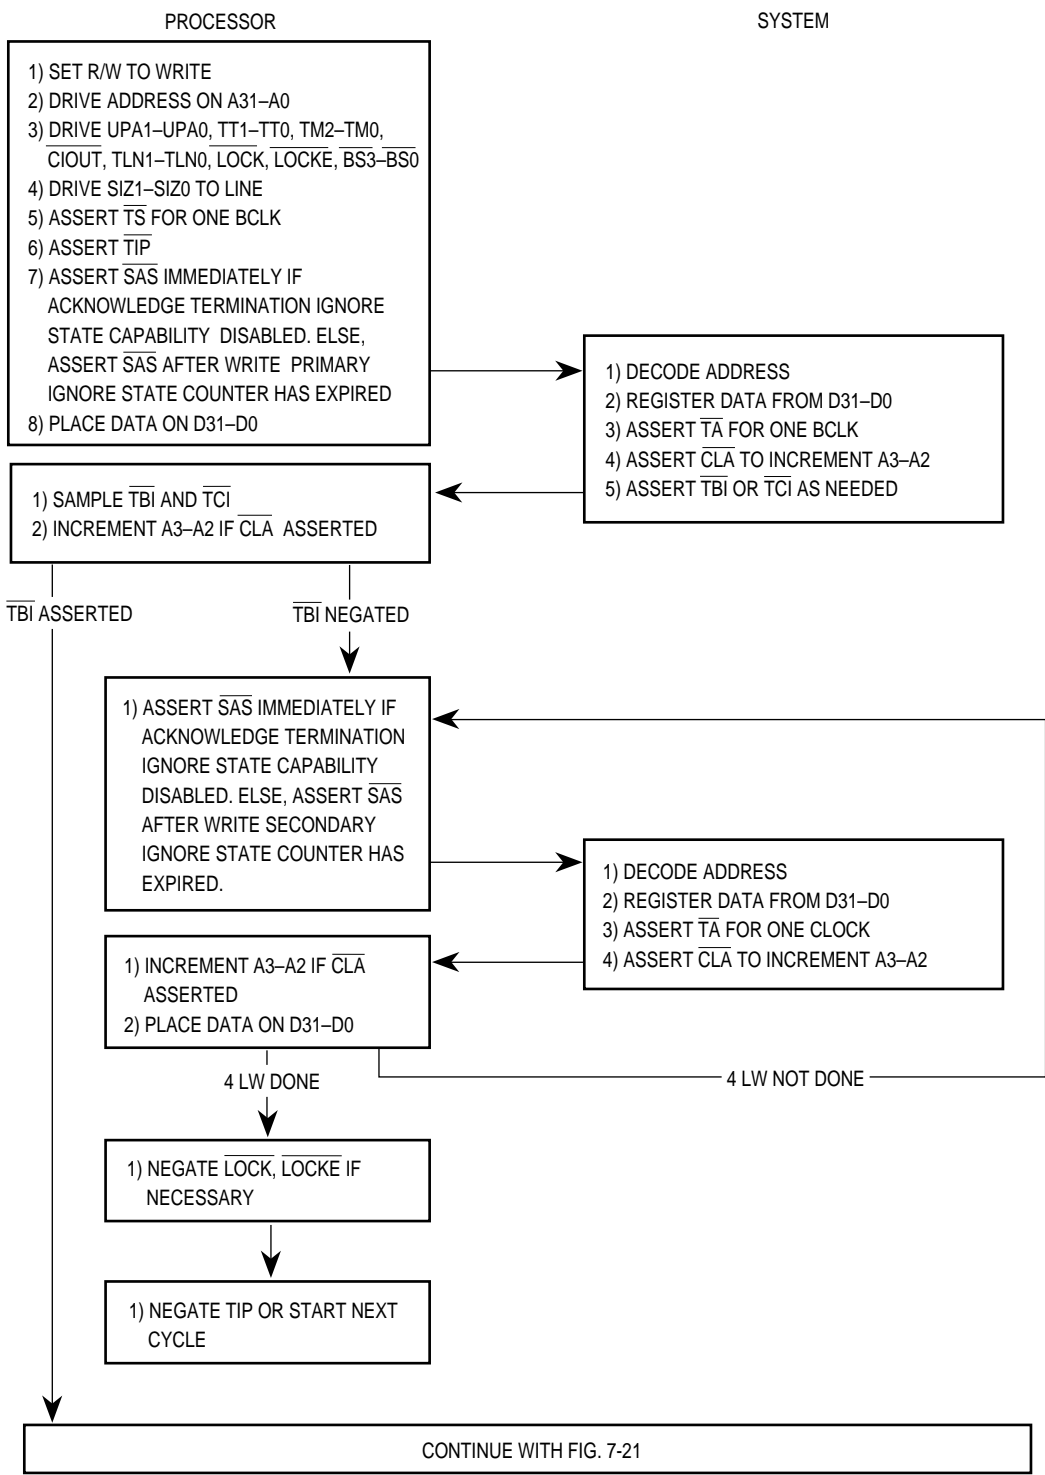 PROCESSOR
SYSTEM
1) SET R/W TO WRITE
2) DRIVE ADDRESS ON A31–A0
3) DRIVE UPA1–UPA0, TT1–TT0, TM2–TM0,
CIOUT, TLN1–TLN0, LOCK, LOCKE, BS3–BS0
4) DRIVE SIZ1–SIZ0 TO LINE
5) ASSERT TS FOR ONE BCLK
6) ASSERT TIP
7) ASSERT SAS IMMEDIATELY IF
ACKNOWLEDGE TERMINATION IGNORE
STATE CAPABILITY DISABLED. ELSE,
ASSERT SAS AFTER WRITE PRIMARY
IGNORE STATE COUNTER HAS EXPIRED
8) PLACE DATA ON D31–D0
1) DECODE ADDRESS
2) REGISTER DATA FROM D31–D0
3) ASSERT TA FOR ONE BCLK
4) ASSERT CLA TO INCREMENT A3–A2
5) ASSERT TBI OR TCI AS NEEDED
1) SAMPLE TBI AND TCI
2) INCREMENT A3–A2 IF CLA ASSERTED
TBI ASSERTED
TBI NEGATED
1) ASSERT SAS IMMEDIATELY IF
ACKNOWLEDGE TERMINATION
IGNORE STATE CAPABILITY
DISABLED. ELSE, ASSERT SAS
AFTER WRITE SECONDARY
IGNORE STATE COUNTER HAS
EXPIRED.
1) DECODE ADDRESS
2) REGISTER DATA FROM D31–D0
3) ASSERT TA FOR ONE CLOCK
4) ASSERT CLA TO INCREMENT A3–A2
1) INCREMENT A3–A2 IF CLA
ASSERTED
2) PLACE DATA ON D31–D0
4 LW DONE
4 LW NOT DONE
1) NEGATE LOCK, LOCKE IF
NECESSARY
1) NEGATE TIP OR START NEXT
CYCLE
CONTINUE WITH FIG. 7-21